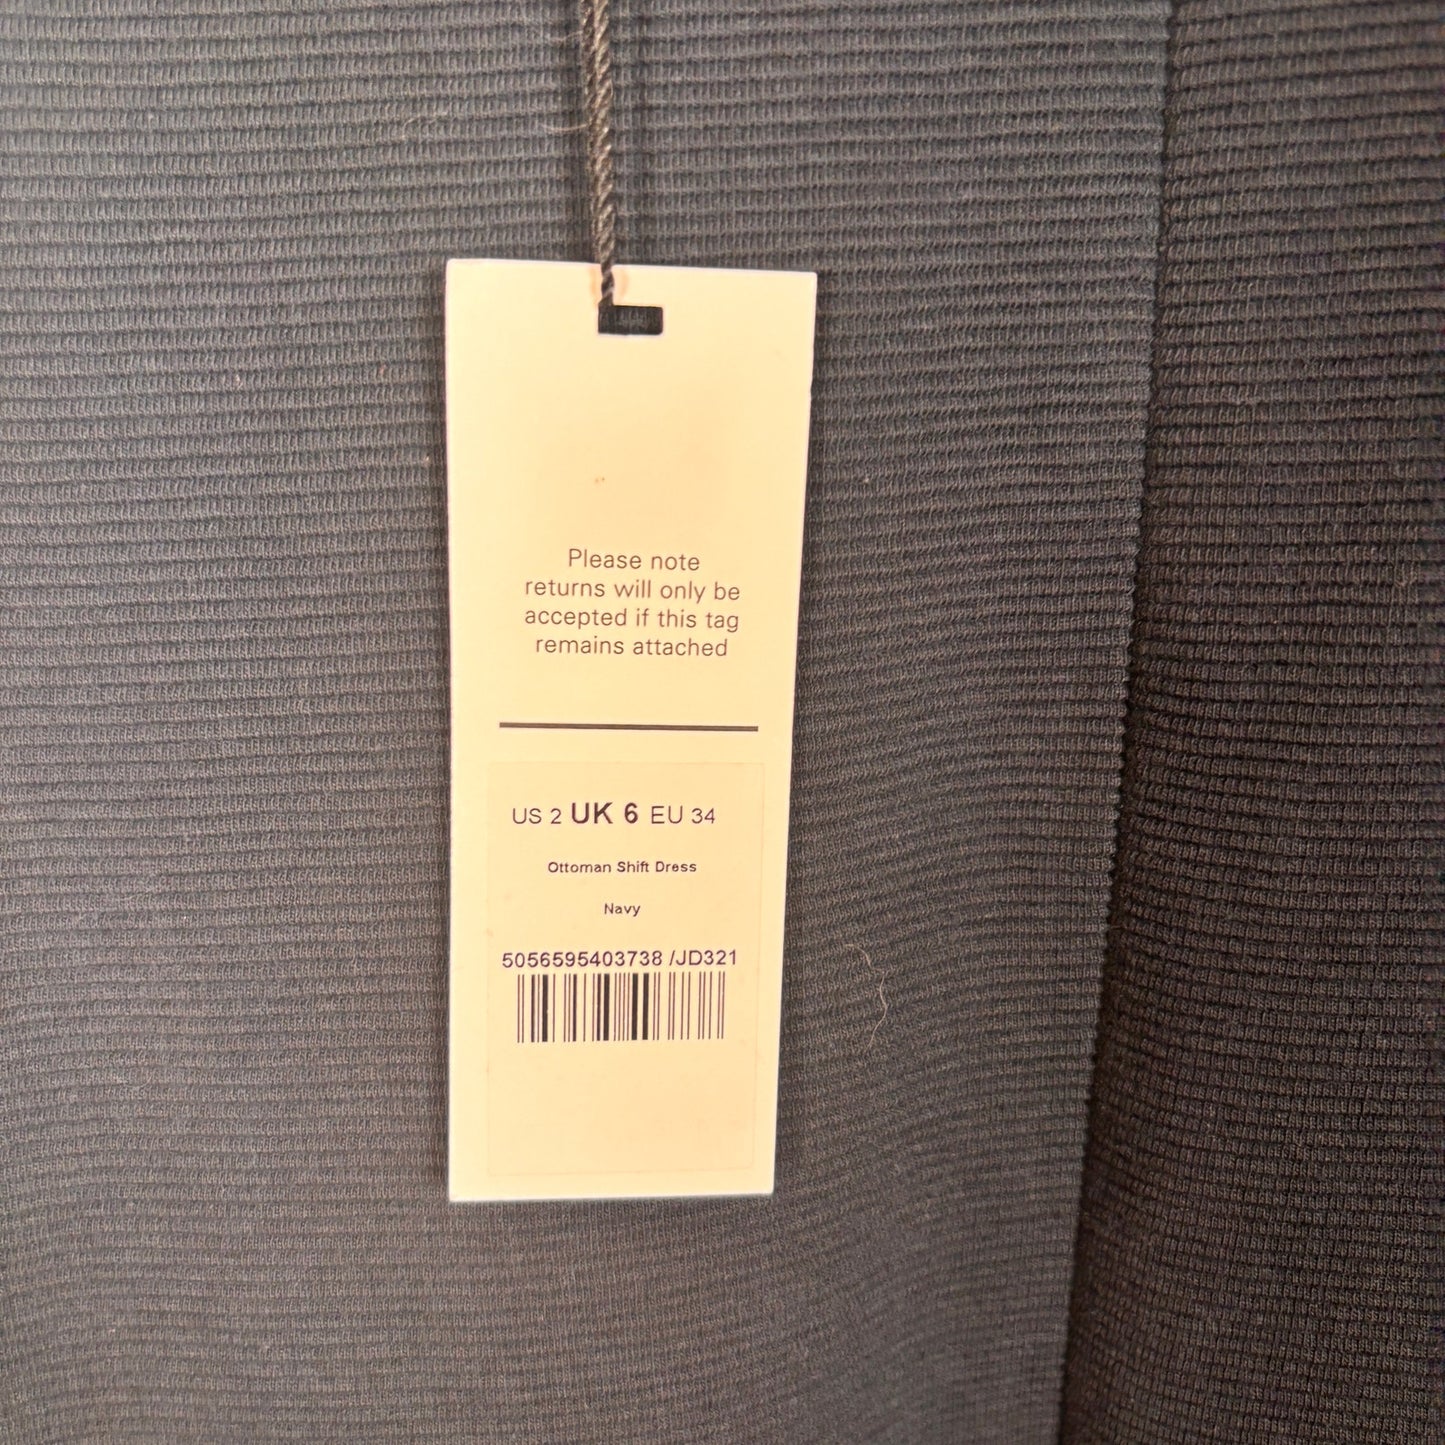 Please note
returns will only be
accepted if this tag
remains attached
US 2 UK 6 EU 34
Ottoman Shift Dress
Navy
5056595403738 /JD321